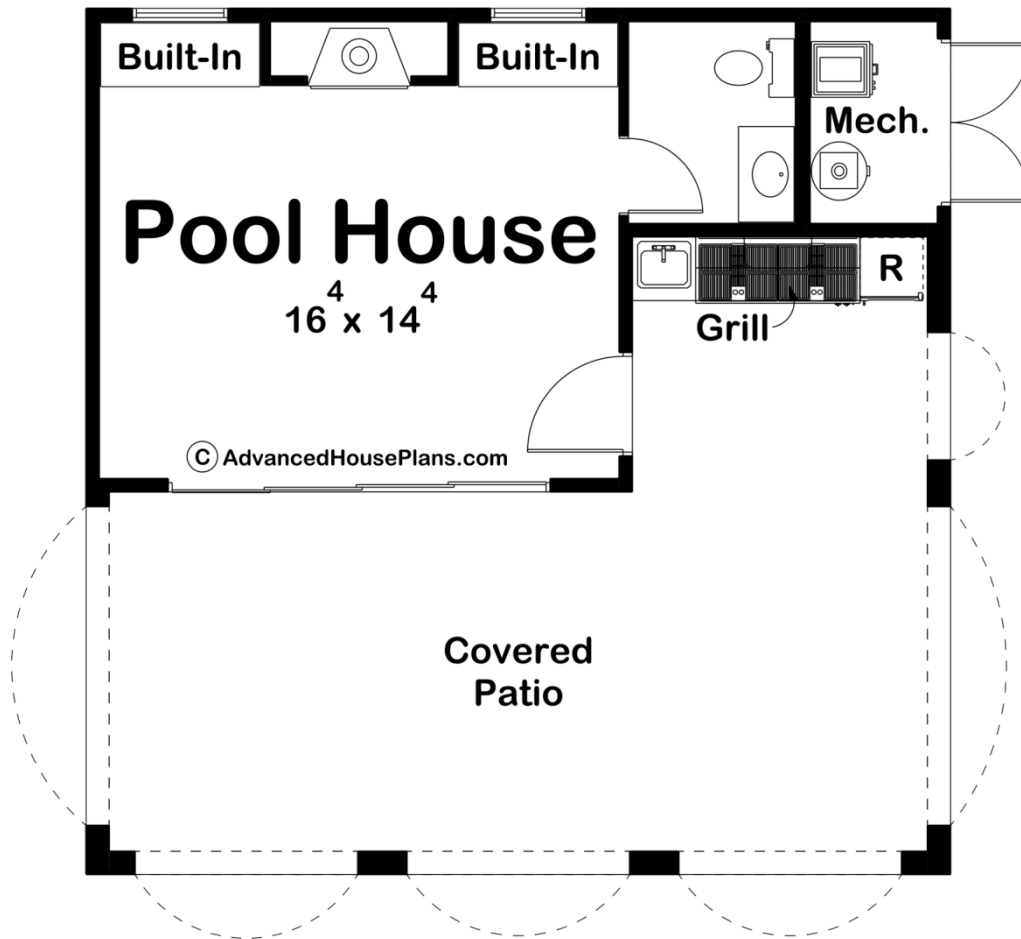 Built-In
Built-In
Mech.
Pool House
16⁴ x 14⁴
R
Grill
© AdvancedHousePlans.com
Covered
Patio